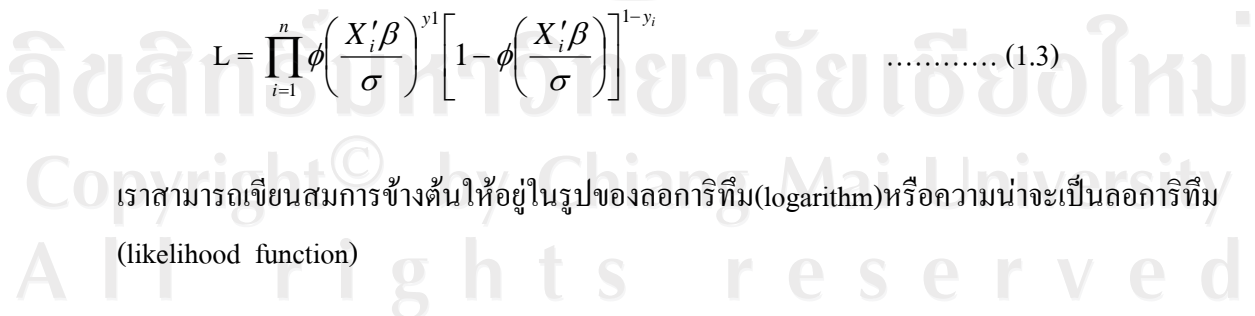 L = ∏_{i=1}^{n} ϕ(X_i′β / σ)^{y1} [1 − ϕ(X_i′β / σ)]^{1−y_i} ………… (1.3)
ลิขสิทธิ์มหาวิทยาลัยเชียงใหม่
Copyright© by Chiang Mai University
เราสามารถเขียนสมการข้างต้นให้อยู่ในรูปของลอการิทึม(logarithm)หรือความน่าจะเป็นลอการิทึม
(likelihood function)
All rights reserved